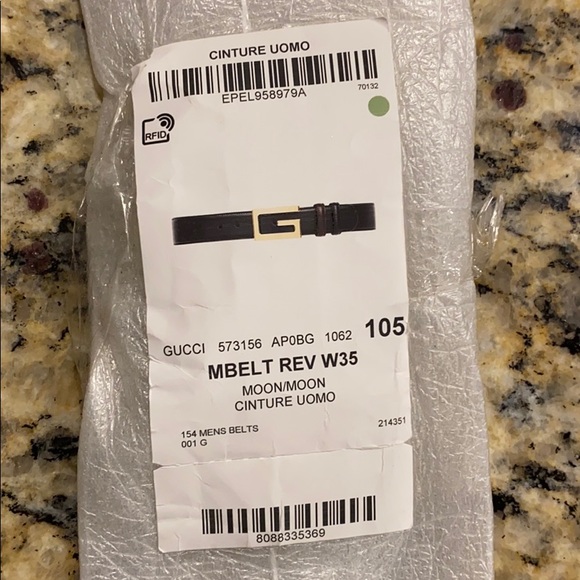 CINTURE UOMO
EPEL958979A
70132
RFID
G
GUCCI 573156 AP0BG 1062 105
MBELT REV W35
MOON/MOON
CINTURE UOMO
154 MENS BELTS
001 G
214351
8088335369